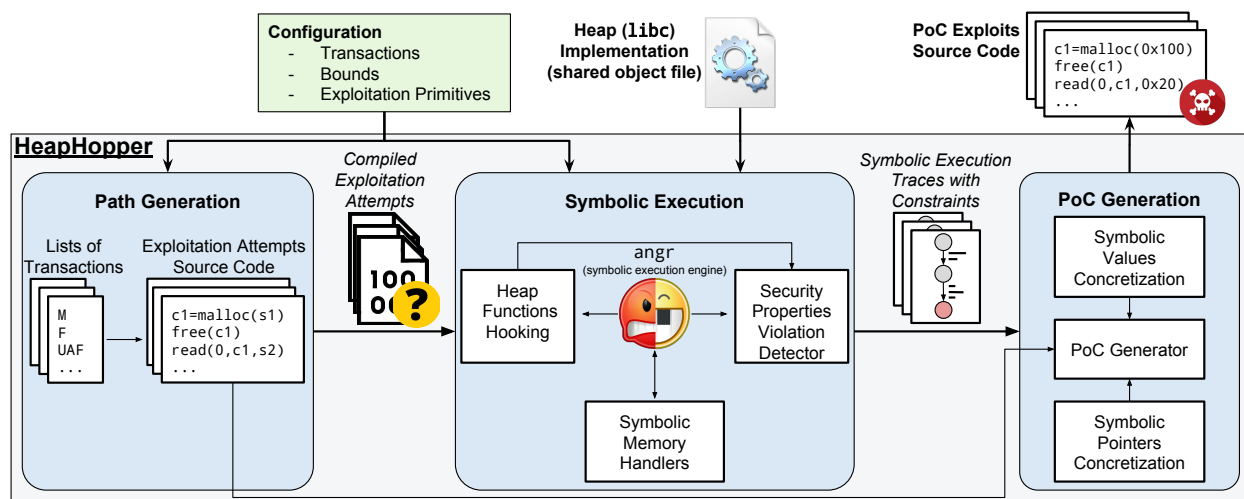 Configuration
- Transactions
- Bounds
- Exploitation Primitives
Heap (libc)
Implementation
(shared object file)
PoC Exploits
Source Code
c1=malloc(0x100)
free(c1)
read(0,c1,0x20)
...
HeapHopper
Path Generation
Lists of
Transactions
M
F
UAF
...
Exploitation Attempts
Source Code
c1=malloc(s1)
free(c1)
read(0,c1,s2)
...
Compiled
Exploitation
Attempts
100
00
?
Symbolic Execution
angr
(symbolic execution engine)
Heap
Functions
Hooking
Security
Properties
Violation
Detector
Symbolic
Memory
Handlers
Symbolic Execution
Traces with
Constraints
PoC Generation
Symbolic
Values
Concretization
PoC Generator
Symbolic
Pointers
Concretization